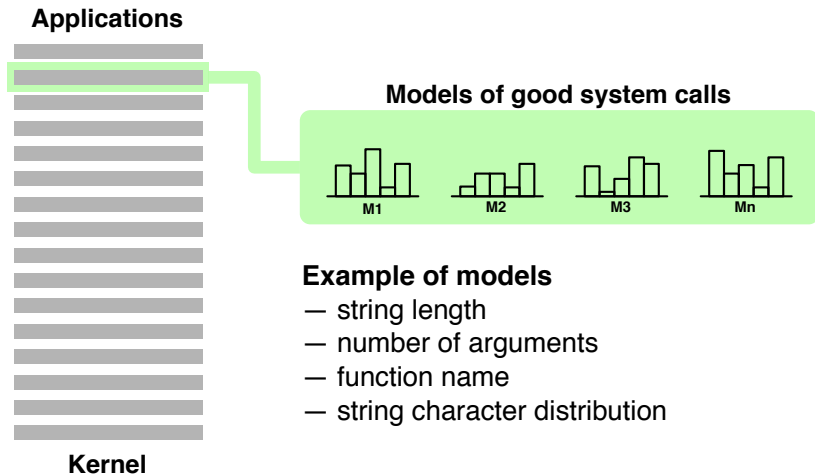 Applications
Models of good system calls
M1 M2 M3 Mn
Example of models
— string length
— number of arguments
— function name
— string character distribution
Kernel